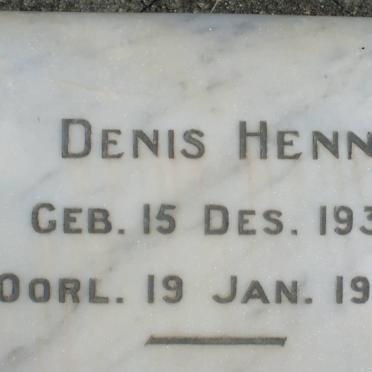 DENIS HENN
GEB. 15 DES. 193
OORL. 19 JAN. 19